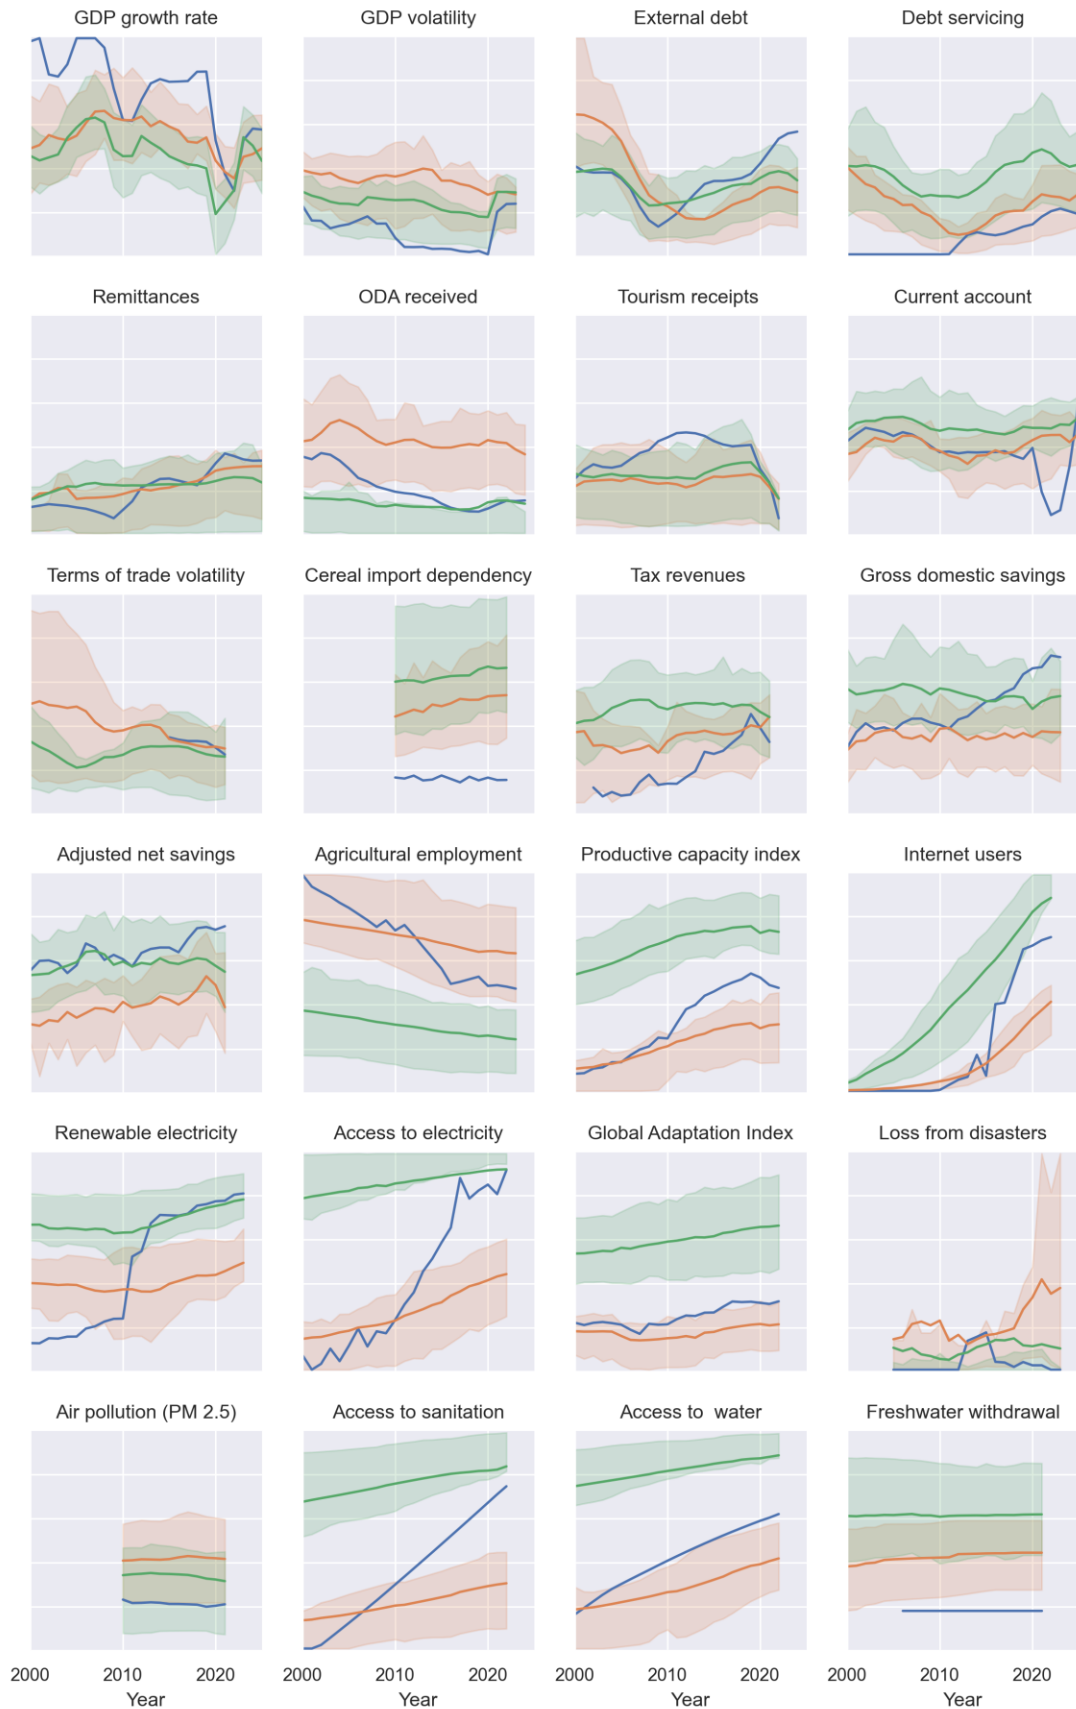 GDP growth rate GDP volatility External debt Debt servicing
Remittances ODA received Tourism receipts Current account
Terms of trade volatility Cereal import dependency Tax revenues Gross domestic savings
Adjusted net savings Agricultural employment Productive capacity index Internet users
Renewable electricity Access to electricity Global Adaptation Index Loss from disasters
Air pollution (PM 2.5) Access to sanitation Access to  water Freshwater withdrawal
2000 2010 2020 2000 2010 2020 2000 2010 2020 2000 2010 2020
Year Year Year Year